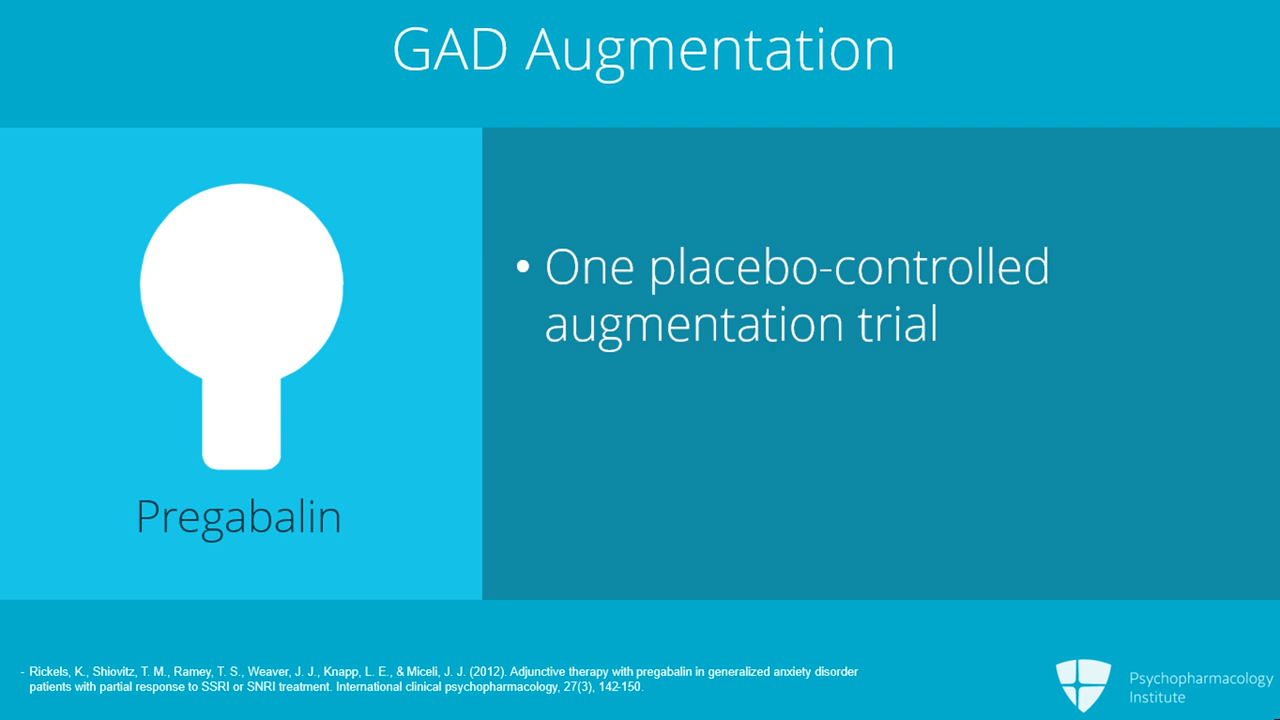 GAD Augmentation
• One placebo-controlled
augmentation trial
Pregabalin
- Rickels, K., Shiovitz, T. M., Ramey, T. S., Weaver, J. J., Knapp, L. E., & Miceli, J. J. (2012). Adjunctive therapy with pregabalin in generalized anxiety disorder
patients with partial response to SSRI or SNRI treatment. International clinical psychopharmacology, 27(3), 142-150.
Psychopharmacology
Institute